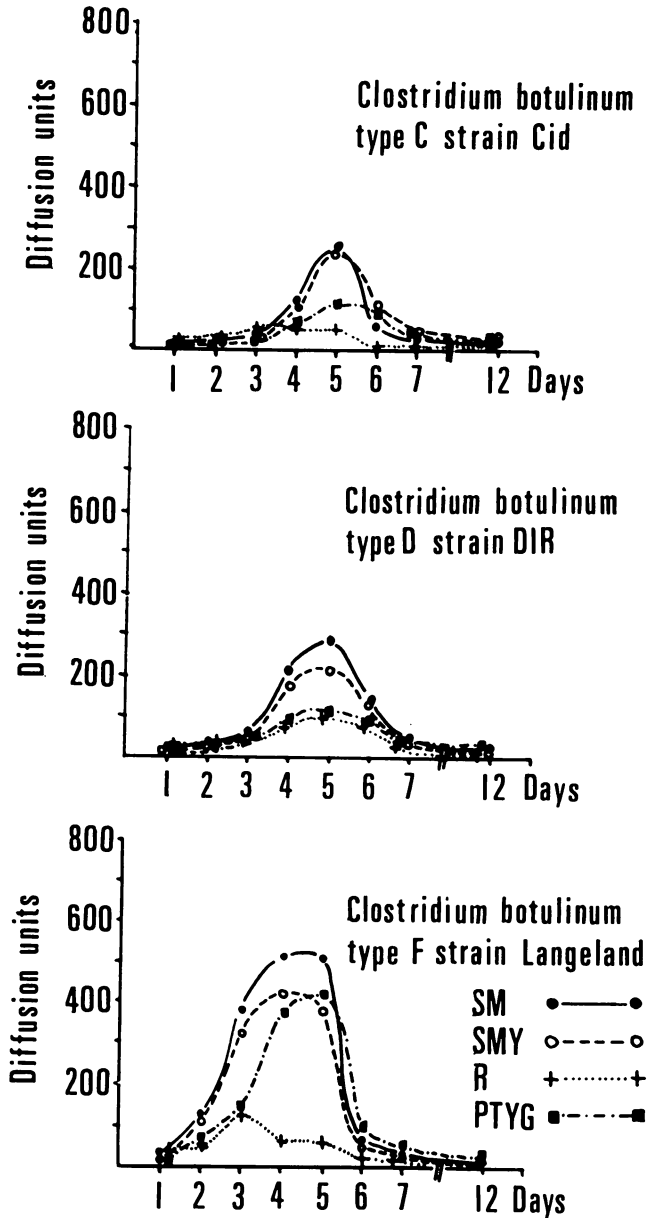 800
600
400
200
Diffusion units
Clostridium botulinum
type C strain Cid
1 2 3 4 5 6 7 12 Days
800
600
400
200
Diffusion units
Clostridium botulinum
type D strain DIR
1 2 3 4 5 6 7 12 Days
800
600
400
200
Diffusion units
Clostridium botulinum
type F strain Langeland
SM
SMY
R
PTYG
1 2 3 4 5 6 7 12 Days